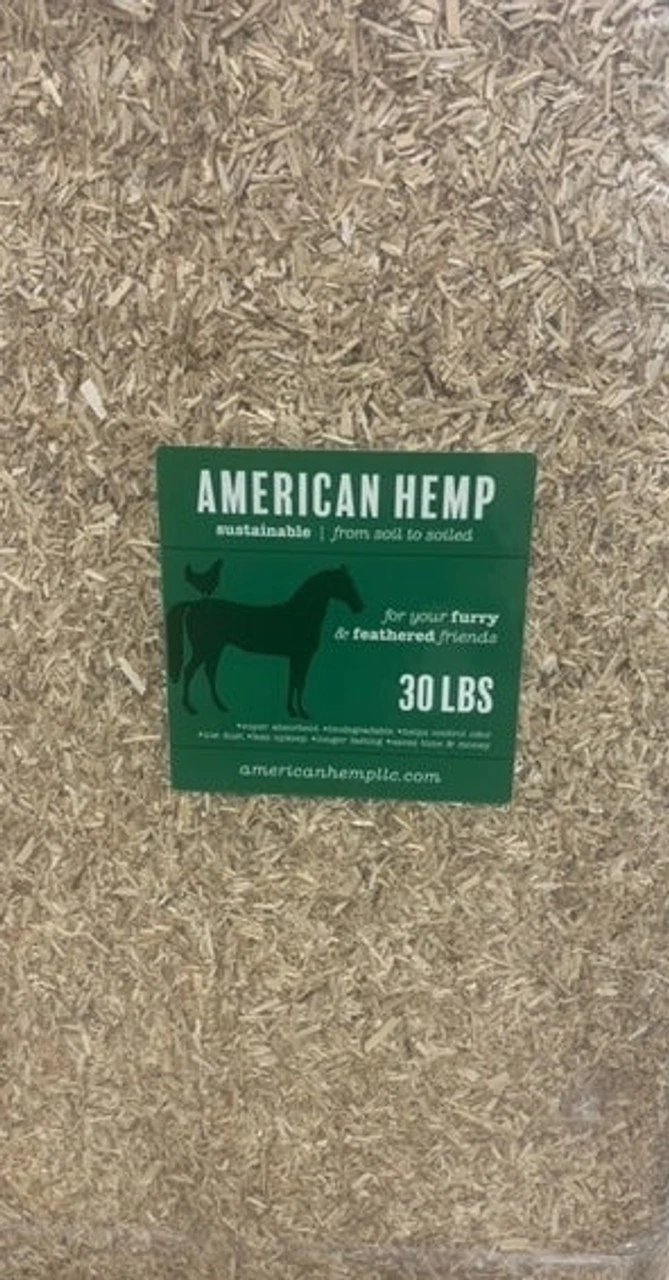 AMERICAN HEMP
sustainable | from soil to soiled
for your furry
& feathered friends
30 LBS
•super absorbent •biodegradable •helps control odor
•low dust •less upkeep •longer lasting •saves time & money
americanhempllc.com